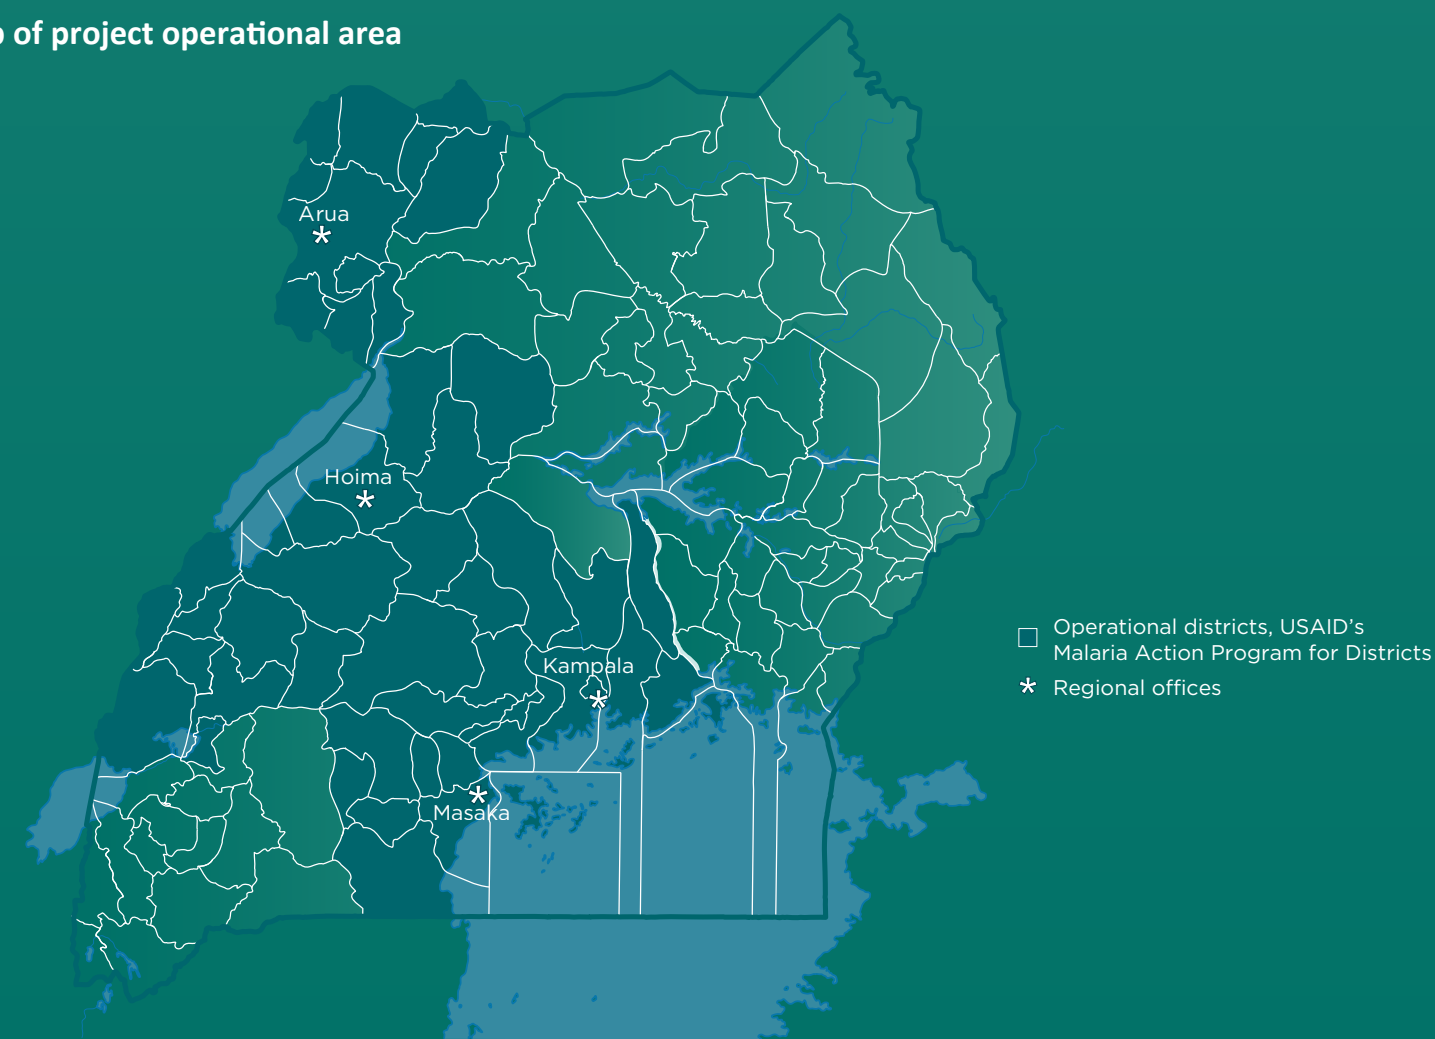 of project operational area
Arua
Hoima
Kampala
Masaka
Operational districts, USAID's
Malaria Action Program for Districts
Regional offices